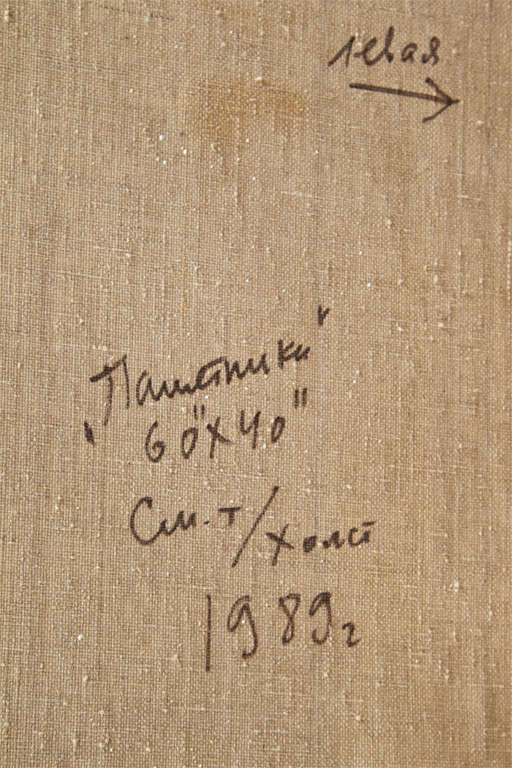 левая
„Памятники"
60"х40"
См. т/холст
1989г